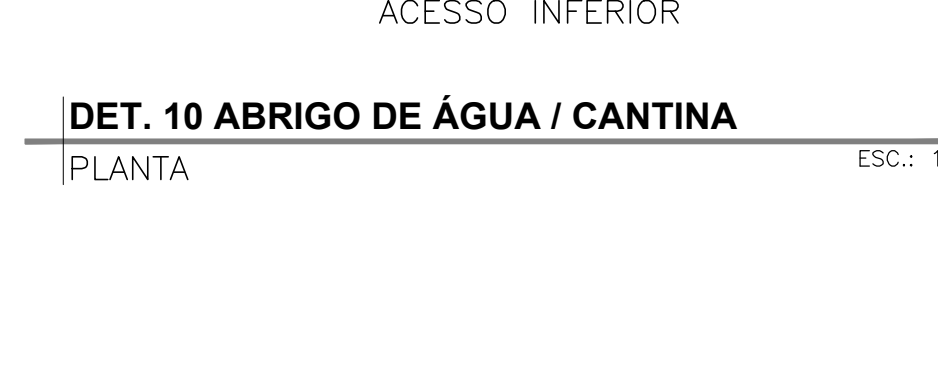 ACESSO INFERIOR
DET. 10 ABRIGO DE ÁGUA / CANTINA
PLANTA
ESC.: 1